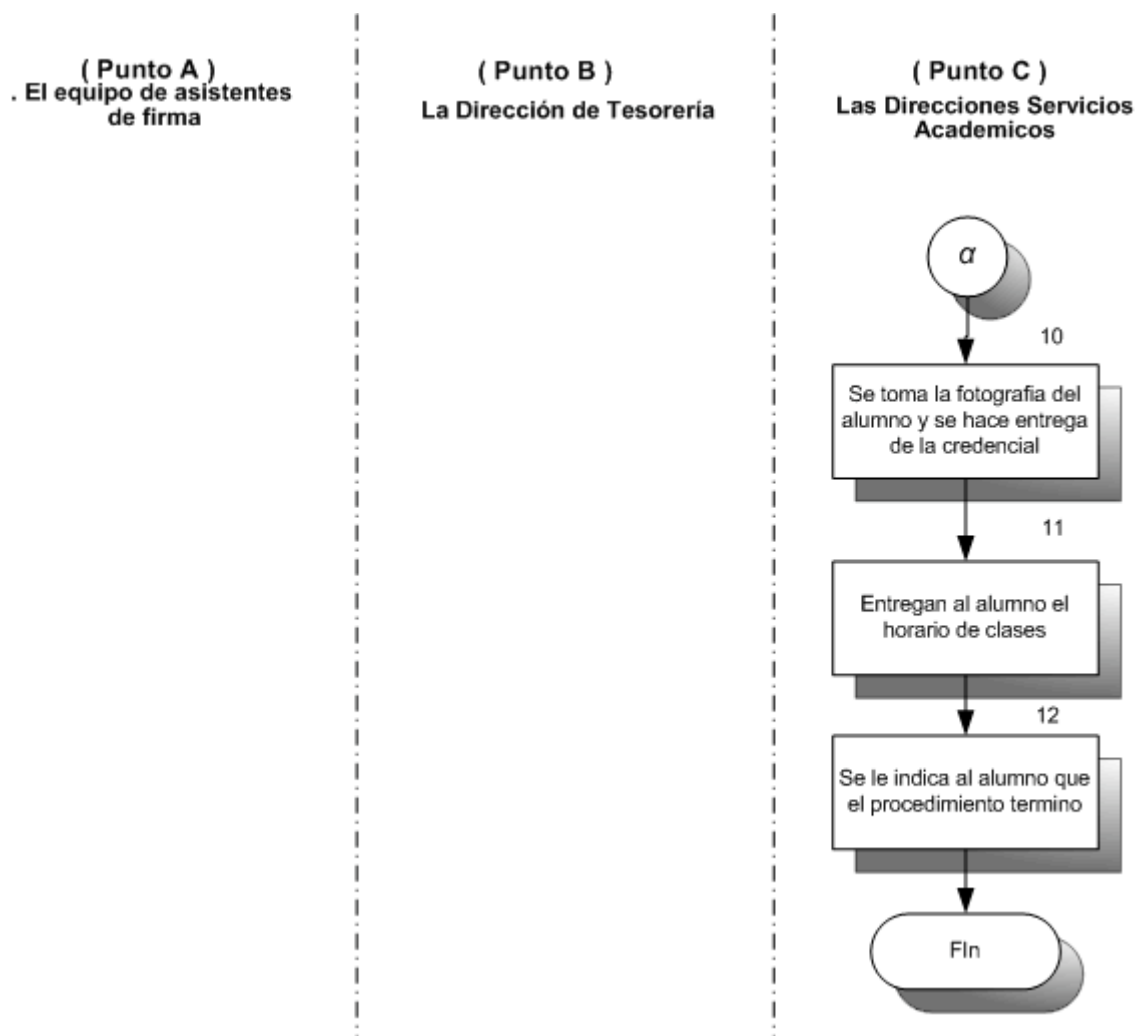 ( Punto A )
. El equipo de asistentes
de firma
( Punto B )
La Dirección de Tesorería
( Punto C )
Las Direcciones Servicios
Academicos
α
10
Se toma la fotografia del
alumno y se hace entrega
de la credencial
11
Entregan al alumno el
horario de clases
12
Se le indica al alumno que
el procedimiento termino
FIn